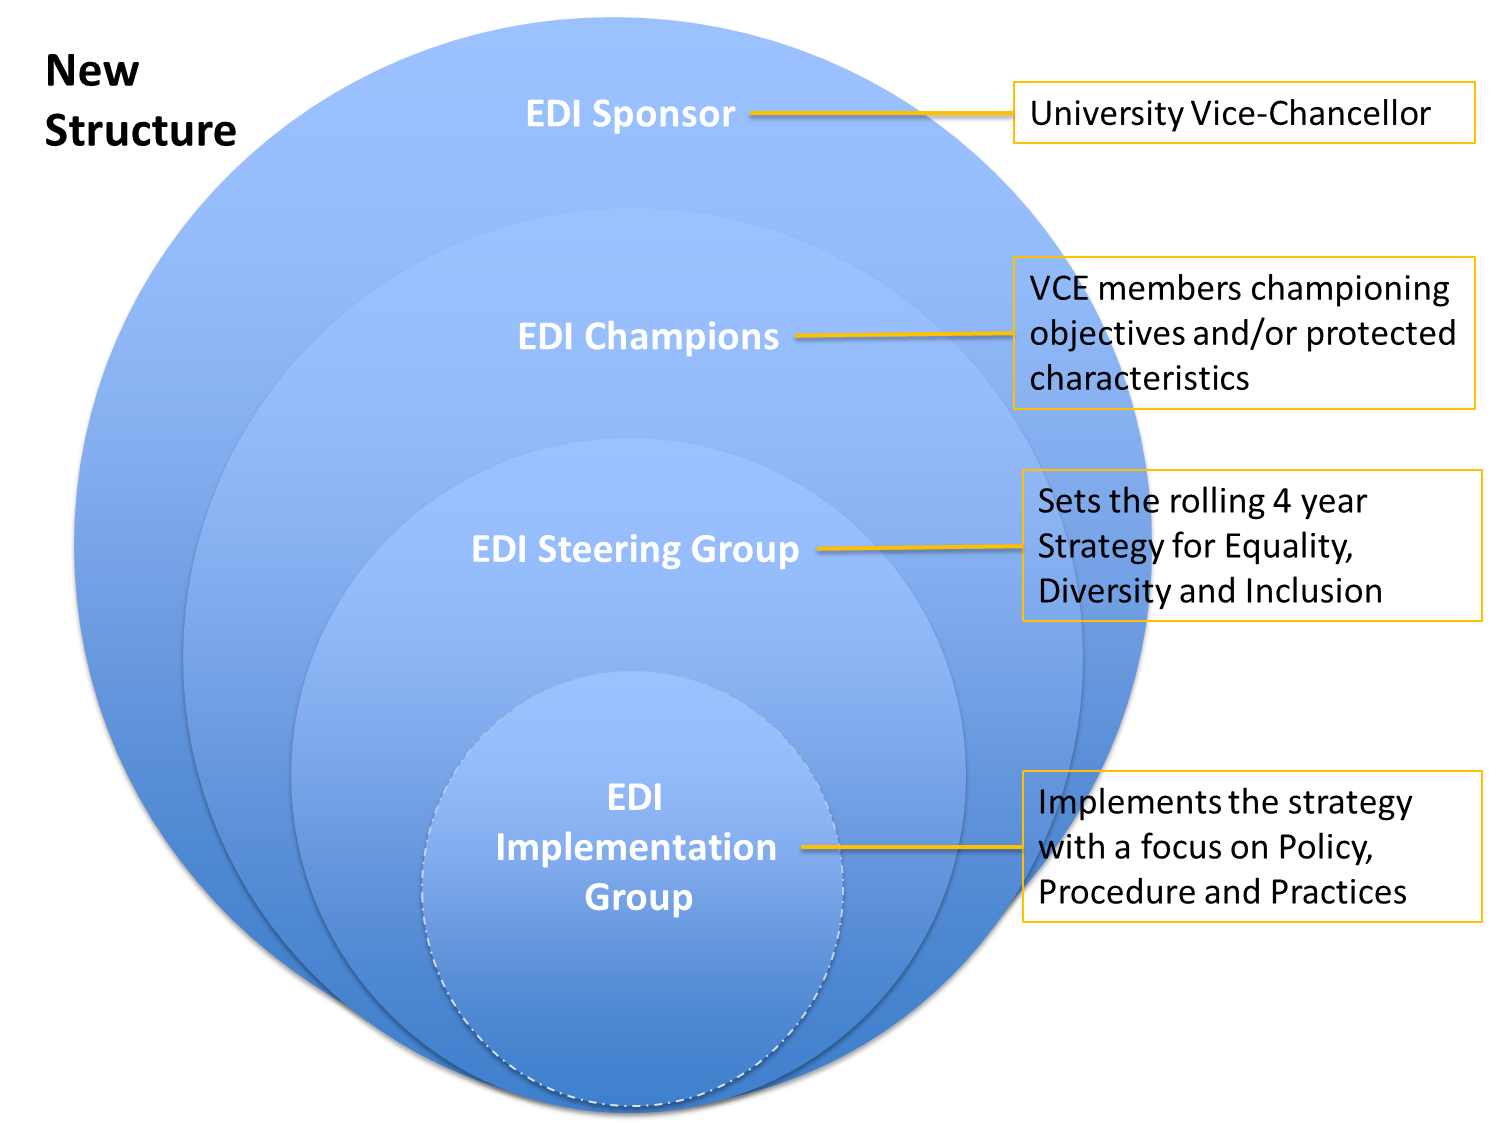 New
Structure
EDI Sponsor
University Vice-Chancellor
EDI Champions
VCE members championing
objectives and/or protected
characteristics
EDI Steering Group
Sets the rolling 4 year
Strategy for Equality,
Diversity and Inclusion
EDI
Implementation
Group
Implements the strategy
with a focus on Policy,
Procedure and Practices